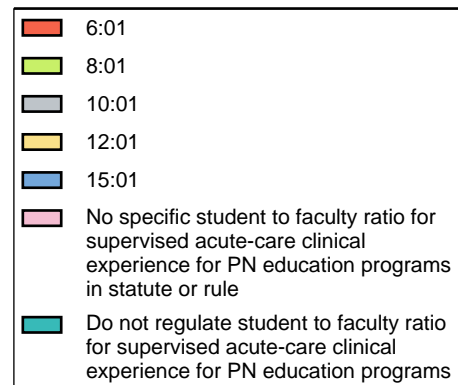 6:01
8:01
10:01
12:01
15:01
No specific student to faculty ratio for
supervised acute-care clinical
experience for PN education programs
in statute or rule
Do not regulate student to faculty ratio
for supervised acute-care clinical
experience for PN education programs